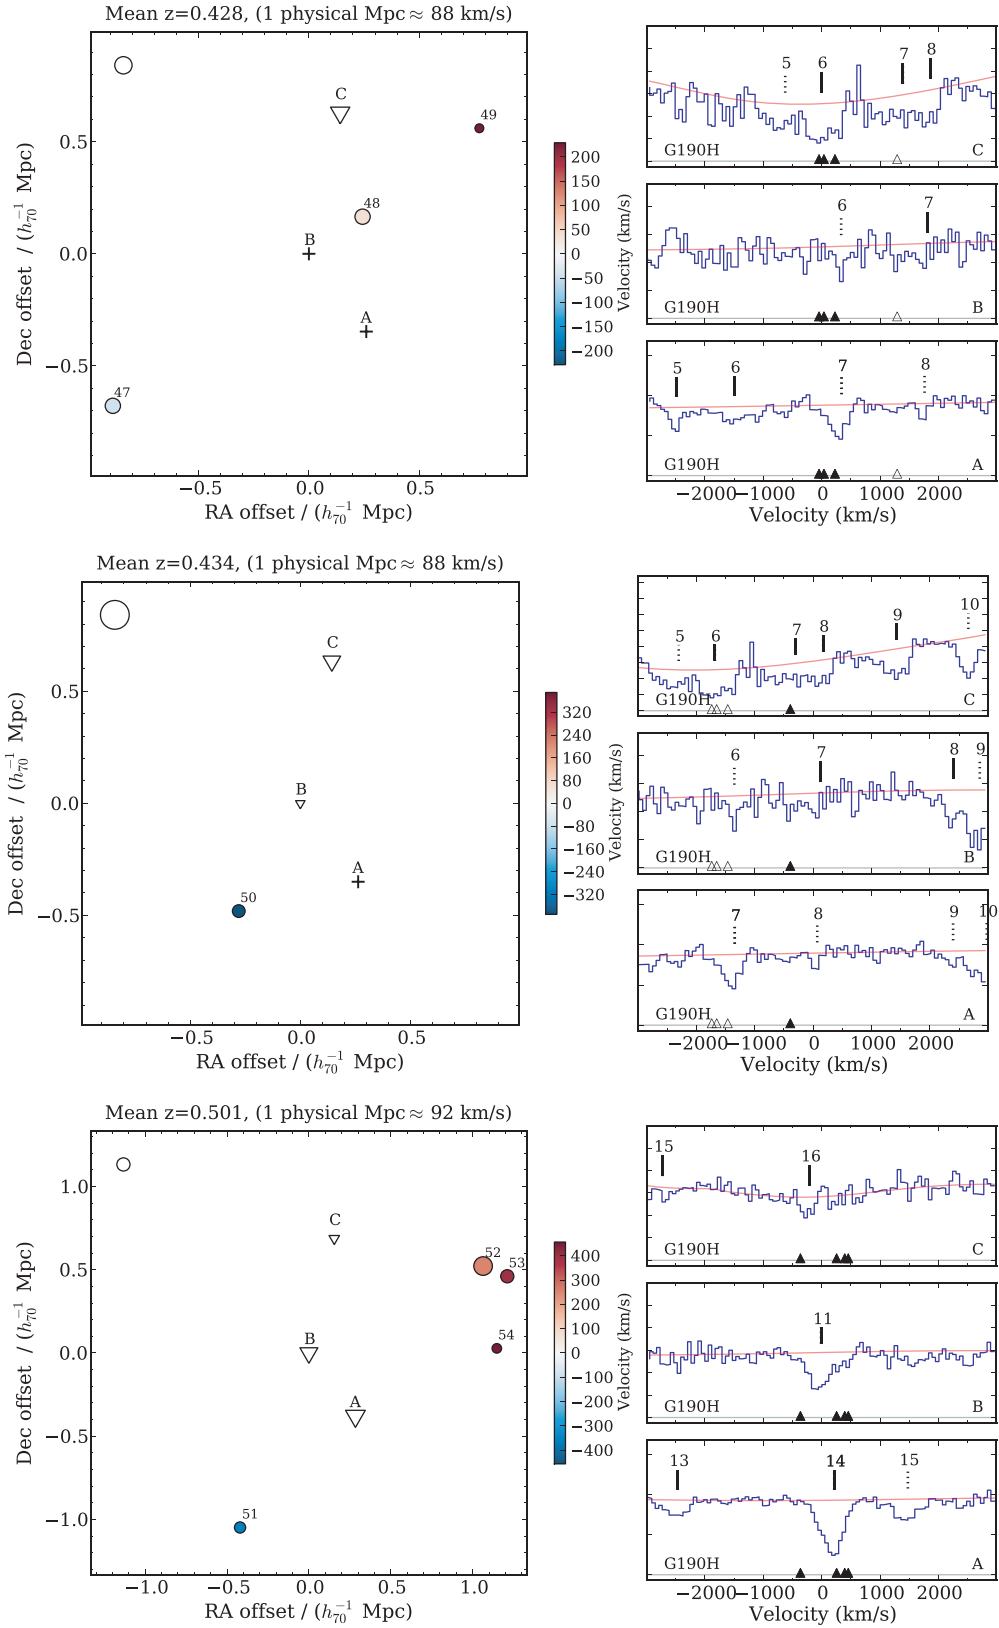 Mean z=0.428, (1 physical Mpc ≈ 88 km/s)
C
49
48
B
A
47
0.5
0.0
−0.5
−0.5 0.0 0.5
Dec offset / (h₇₀⁻¹ Mpc)
RA offset / (h₇₀⁻¹ Mpc)
200
150
100
50
0
−50
−100
−150
−200
Velocity (km/s)
5 6 7 8
G190H C
6 7
G190H B
5 6 7 8
G190H A
−2000 −1000 0 1000 2000
Velocity (km/s)
Mean z=0.434, (1 physical Mpc ≈ 88 km/s)
C
B
A
50
0.5
0.0
−0.5
−0.5 0.0 0.5
Dec offset / (h₇₀⁻¹ Mpc)
RA offset / (h₇₀⁻¹ Mpc)
320
240
160
80
0
−80
−160
−240
−320
Velocity (km/s)
5 6 7 8 9 10
G190H C
6 7 8 9
G190H B
7 8 9 10
G190H A
−2000 −1000 0 1000 2000
Velocity (km/s)
Mean z=0.501, (1 physical Mpc ≈ 92 km/s)
C
52
53
B
54
A
51
1.0
0.5
0.0
−0.5
−1.0
−1.0 −0.5 0.0 0.5 1.0
Dec offset / (h₇₀⁻¹ Mpc)
RA offset / (h₇₀⁻¹ Mpc)
400
300
200
100
0
−100
−200
−300
−400
Velocity (km/s)
15 16
G190H C
11
G190H B
13 14 15
G190H A
−2000 −1000 0 1000 2000
Velocity (km/s)